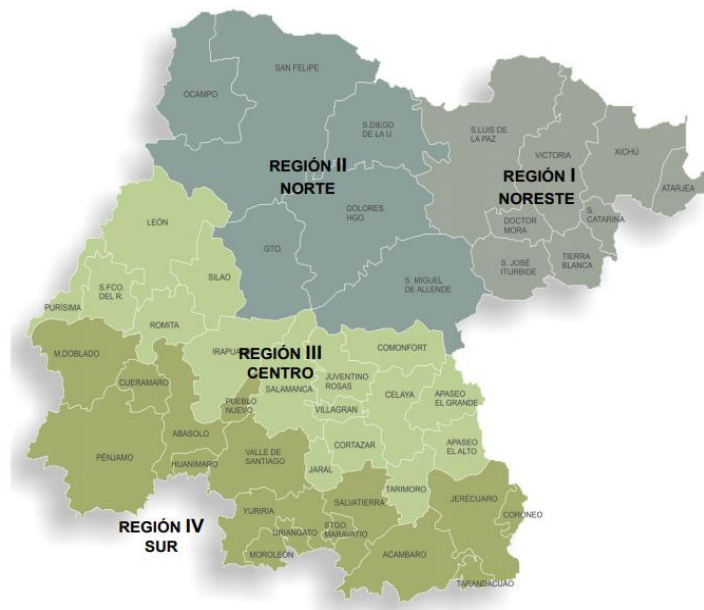 OCAMPO
SAN FELIPE
S.DIEGO
DE LA U.
S.LUIS DE
LA PAZ
VICTORIA
XICHÚ
ATARJEA
REGIÓN II
NORTE
REGIÓN I
NORESTE
DOLORES
HGO.
DOCTOR
MORA
S.
CATARINA
S. JOSÉ
ITURBIDE
TIERRA
BLANCA
GTO.
S. MIGUEL
DE ALLENDE
LEÓN
SILAO
S.FCO.
DEL R.
PURÍSIMA
ROMITA
IRAPUA
REGIÓN III
CENTRO
COMONFORT
M.DOBLADO
CUERAMARO
PUEBLO
NUEVO
SALAMANCA
JUVENTINO
ROSAS
VILLAGRAN
CELAYA
APASEO
EL GRANDE
ABASOLO
PÉNJAMO
HUANÍMARO
VALLE DE
SANTIAGO
CORTAZAR
JARAL
APASEO
EL ALTO
TARIMORO
REGIÓN IV
SUR
YURIRIA
SALVATIERRA
JERÉCUARO
CORONEO
DRIANGATO
STGO.
MARAVATIO
MOROLEÓN
ACAMBARO
TARANDACUAO